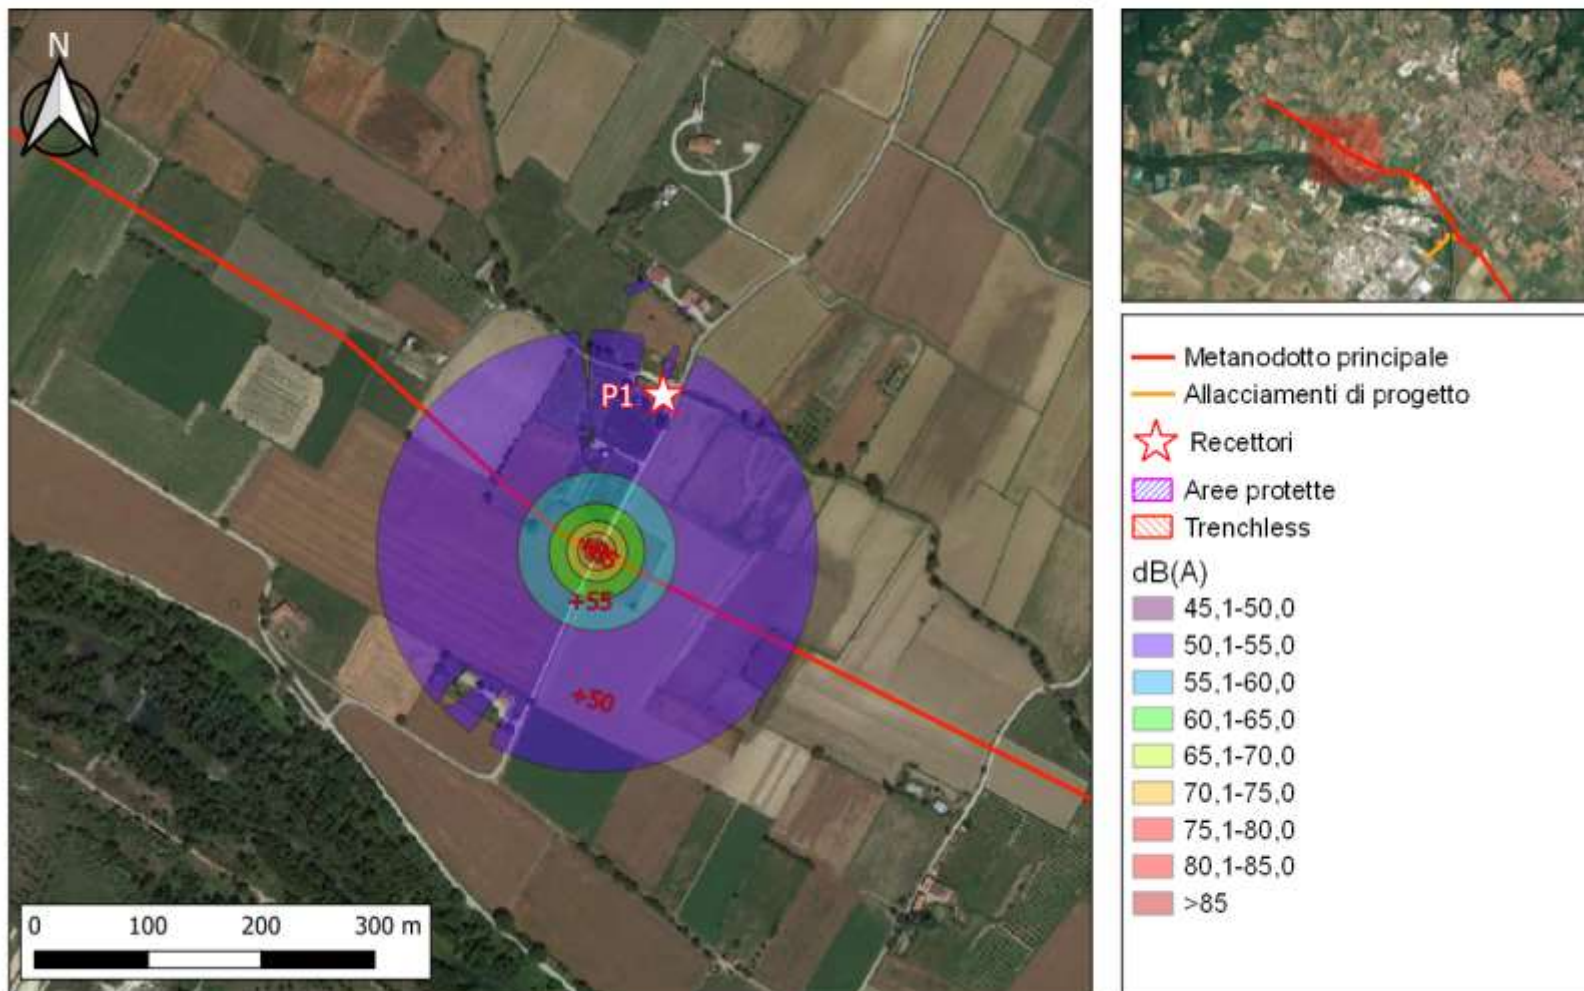 N
P1
+55
+50
0 100 200 300 m
Metanodotto principale
Allacciamenti di progetto
Recettori
Aree protette
Trenchless
dB(A)
45,1-50,0
50,1-55,0
55,1-60,0
60,1-65,0
65,1-70,0
70,1-75,0
75,1-80,0
80,1-85,0
>85